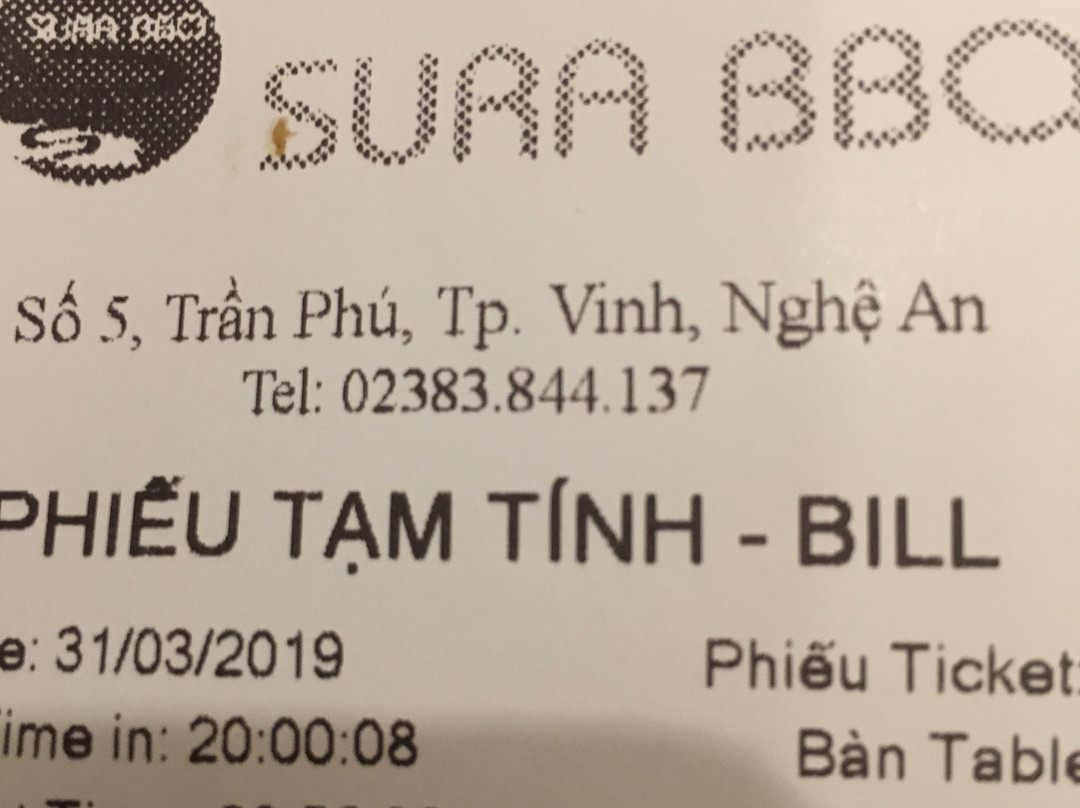 SURA BBQ
SURA BBQ
Số 5, Trần Phú, Tp. Vinh, Nghệ An
Tel: 02383.844.137
PHIẾU TẠM TÍNH - BILL
e: 31/03/2019 Phiếu Ticket:
Time in: 20:00:08 Bàn Table